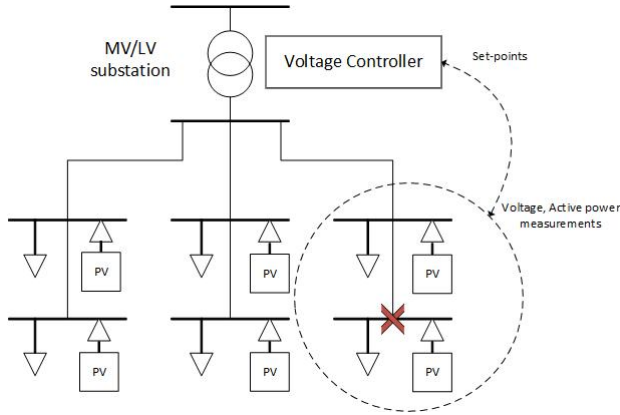 MV/LV
substation
Voltage Controller
Set-points
Voltage, Active power
measurements
PV
PV
PV
PV
PV
PV